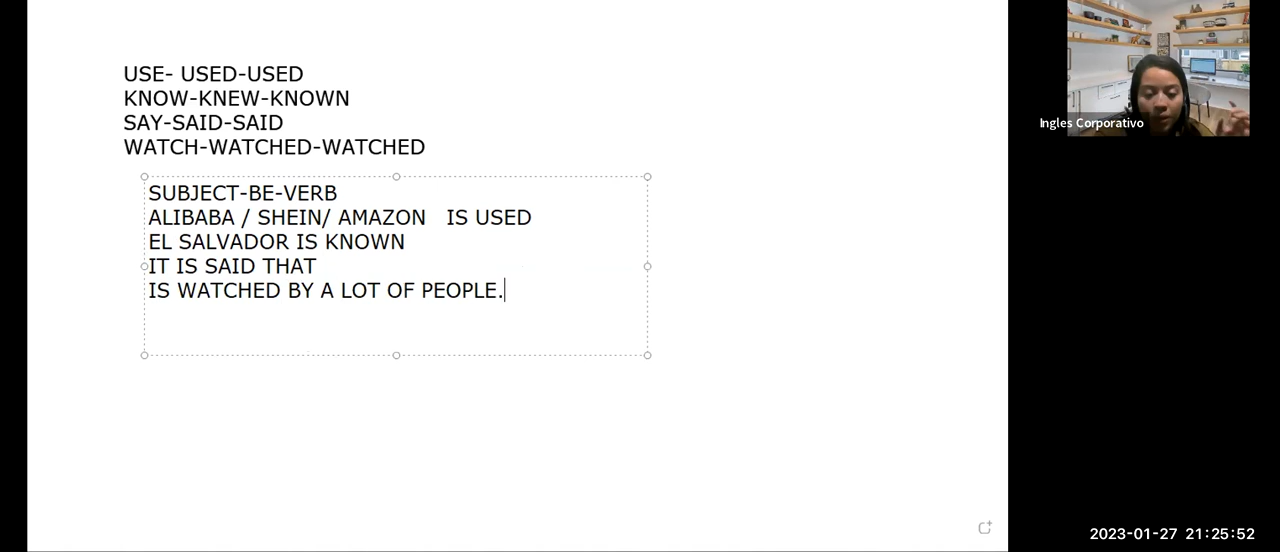 USE- USED-USED
KNOW-KNEW-KNOWN
SAY-SAID-SAID
WATCH-WATCHED-WATCHED
SUBJECT-BE-VERB
ALIBABA / SHEIN/ AMAZON   IS USED
EL SALVADOR IS KNOWN
IT IS SAID THAT
IS WATCHED BY A LOT OF PEOPLE.
Ingles Corporativo
2023-01-27 21:25:52